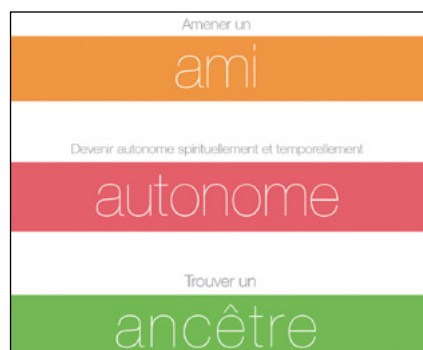 Amener un
ami
Devenir autonome spirituellement et temporellement
autonome
Trouver un
ancêtre